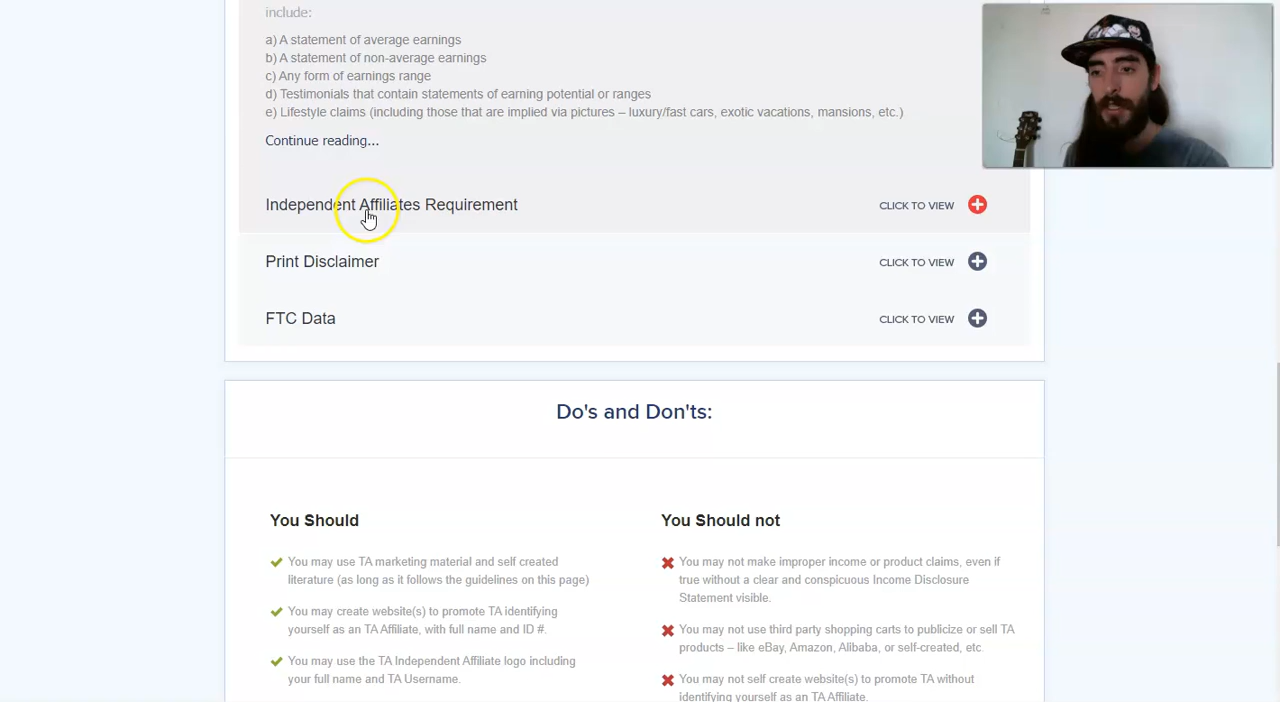 include:
a) A statement of average earnings
b) A statement of non-average earnings
c) Any form of earnings range
d) Testimonials that contain statements of earning potential or ranges
e) Lifestyle claims (including those that are implied via pictures – luxury/fast cars, exotic vacations, mansions, etc.)
Continue reading...
Independent Affiliates Requirement CLICK TO VIEW
Print Disclaimer CLICK TO VIEW
FTC Data CLICK TO VIEW
Do's and Don'ts:
You Should
You may use TA marketing material and self created
literature (as long as it follows the guidelines on this page)
You may create website(s) to promote TA identifying
yourself as an TA Affiliate, with full name and ID #.
You may use the TA Independent Affiliate logo including
your full name and TA Username.
You Should not
You may not make improper income or product claims, even if
true without a clear and conspicuous Income Disclosure
Statement visible.
You may not use third party shopping carts to publicize or sell TA
products – like eBay, Amazon, Alibaba, or self-created, etc.
You may not self create website(s) to promote TA without
identifying yourself as an TA Affiliate.